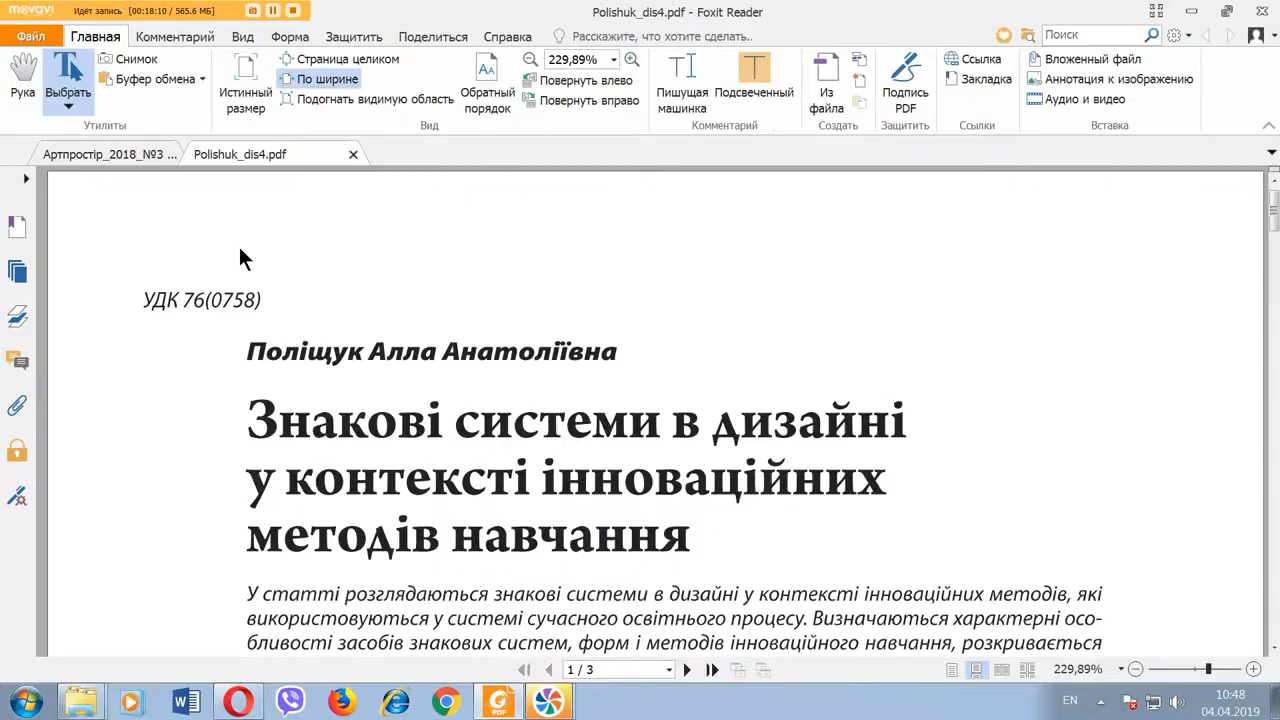 movavi Идёт запись [00:18:10 / 565.6 МБ]
Polishuk_dis4.pdf - Foxit Reader
Файл Главная Комментарий Вид Форма Защитить Поделиться Справка Расскажите, что хотите сделать.. Поиск
Рука
Выбрать
Снимок
Буфер обмена
Утилиты
Истинный размер
Страница целиком
По ширине
Подогнать видимую область
Обратный порядок
229,89%
Повернуть влево
Повернуть вправо
Вид
Пишущая машинка
Подсвеченный
Комментарий
Из файла
Создать
Подпись PDF
Защитить
Ссылка
Закладка
Ссылки
Вложенный файл
Аннотация к изображению
Аудио и видео
Вставка
Артпростір_2018_№3 ... Polishuk_dis4.pdf
УДК 76(0758)
Поліщук Алла Анатоліївна
Знакові системи в дизайні
у контексті інноваційних
методів навчання
У статті розглядаються знакові системи в дизайні у контексті інноваційних методів, які
використовуються у системі сучасного освітнього процесу. Визначаються характерні осо-
бливості засобів знакових систем, форм і методів інноваційного навчання, розкривається
1 / 3 229,89%
EN 10:48
04.04.2019